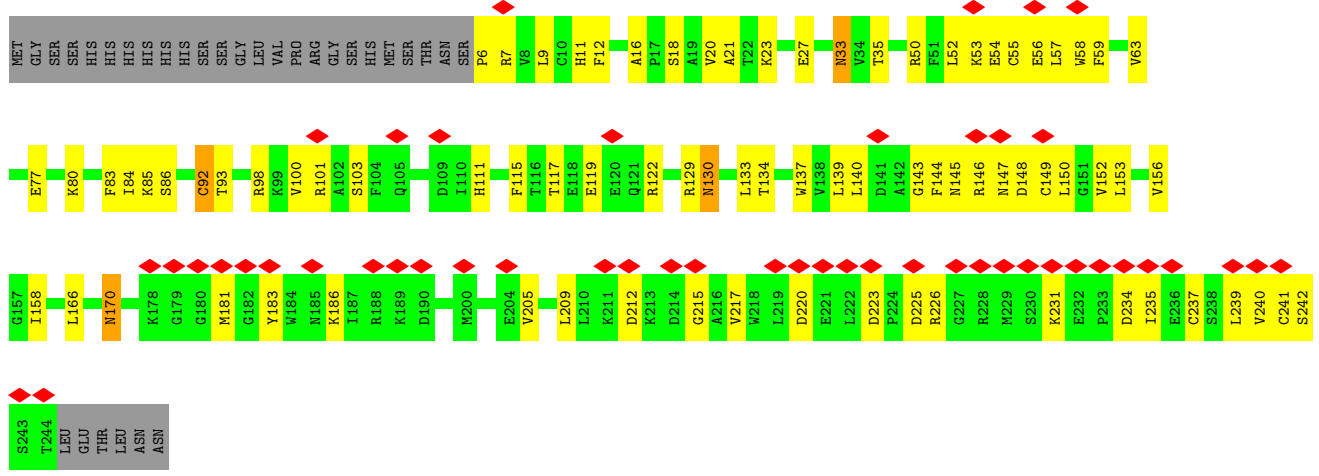 MET GLY SER SER HIS HIS HIS HIS HIS HIS SER SER GLY LEU VAL PRO ARG GLY SER HIS MET SER THR ASN SER P6 R7 V8 L9 C10 H11 F12 A16 P17 S18 A19 V20 A21 T22 K23 E27 N33 V34 T35 R50 F51 L52 K53 E54 C55 E56 L57 W58 F59 V63
E77 K80 F83 I84 K85 S86 C92 T93 R98 K99 V100 R101 A102 S103 F104 Q105 D109 I110 H111 F115 T116 T117 E118 E119 E120 Q121 R122 R129 N130 L133 T134 W137 V138 L139 L140 D141 A142 G143 F144 N145 R146 N147 D148 C149 L150 G151 V152 L153 V156
G157 I158 L166 N170 K178 G179 G180 M181 G182 Y183 W184 N185 K186 I187 R188 K189 D190 M200 E204 V205 L209 L210 K211 D212 K213 D214 G215 A216 V217 W218 L219 D220 E221 L222 D223 P224 D225 R226 G227 R228 M229 S230 K231 E232 P233 D234 I235 E236 C237 S238 L239 V240 C241 S242
S243 T244 LEU GLU THR LEU ASN ASN